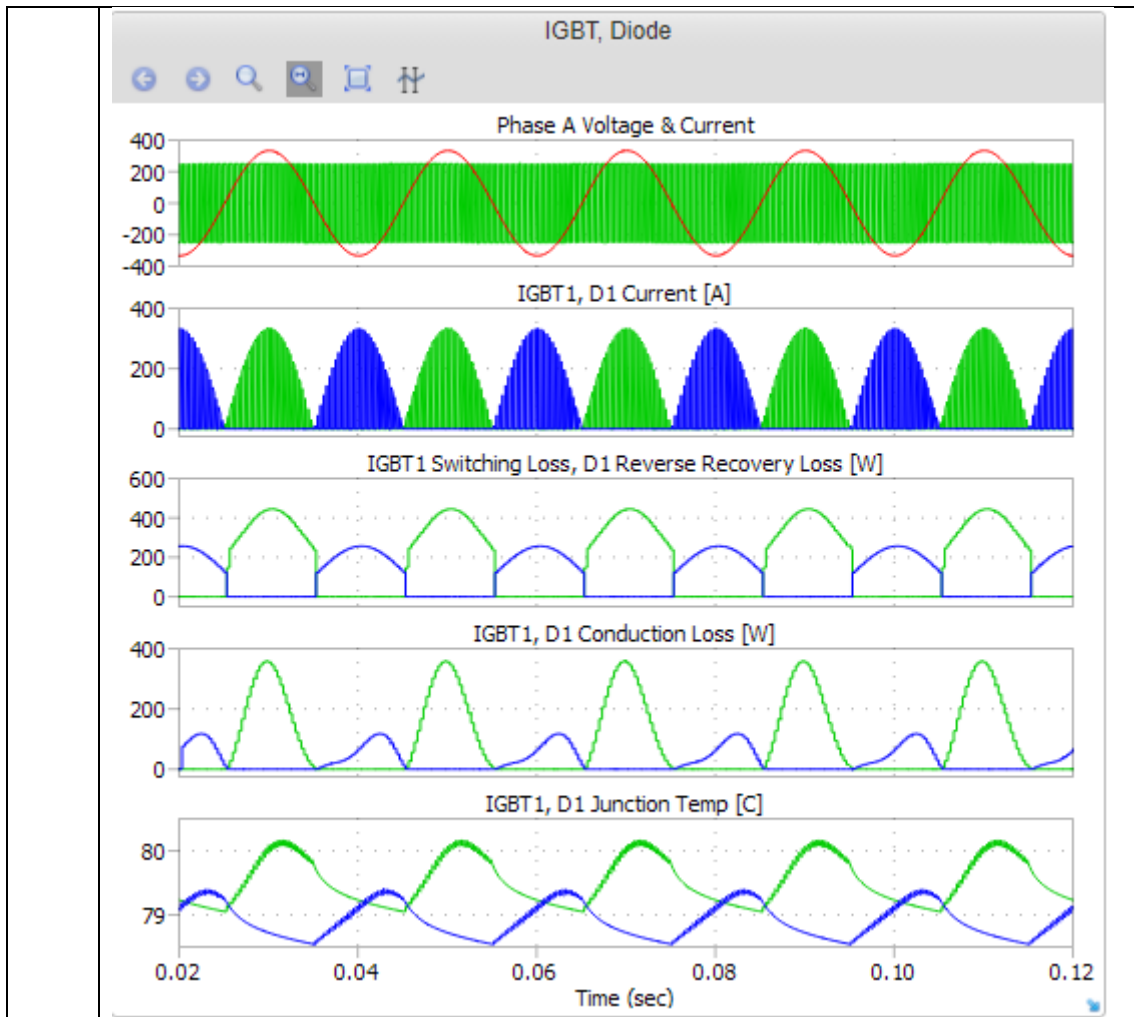 IGBT, Diode
Phase A Voltage & Current
400
200
0
-200
-400
IGBT1, D1 Current [A]
400
200
0
IGBT1 Switching Loss, D1 Reverse Recovery Loss [W]
600
400
200
0
IGBT1, D1 Conduction Loss [W]
400
200
0
IGBT1, D1 Junction Temp [C]
80
79
0.02 0.04 0.06 0.08 0.10 0.12
Time (sec)